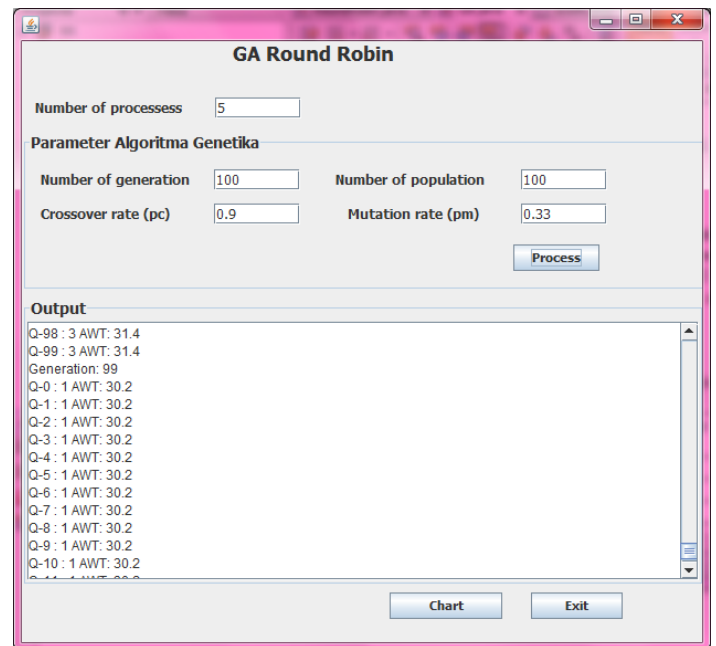 GA Round Robin
Number of processess 5
Parameter Algoritma Genetika
Number of generation 100 Number of population 100
Crossover rate (pc) 0.9 Mutation rate (pm) 0.33
Process
Output
Q-98 : 3 AWT: 31.4
Q-99 : 3 AWT: 31.4
Generation: 99
Q-0 : 1 AWT: 30.2
Q-1 : 1 AWT: 30.2
Q-2 : 1 AWT: 30.2
Q-3 : 1 AWT: 30.2
Q-4 : 1 AWT: 30.2
Q-5 : 1 AWT: 30.2
Q-6 : 1 AWT: 30.2
Q-7 : 1 AWT: 30.2
Q-8 : 1 AWT: 30.2
Q-9 : 1 AWT: 30.2
Q-10 : 1 AWT: 30.2
Chart Exit